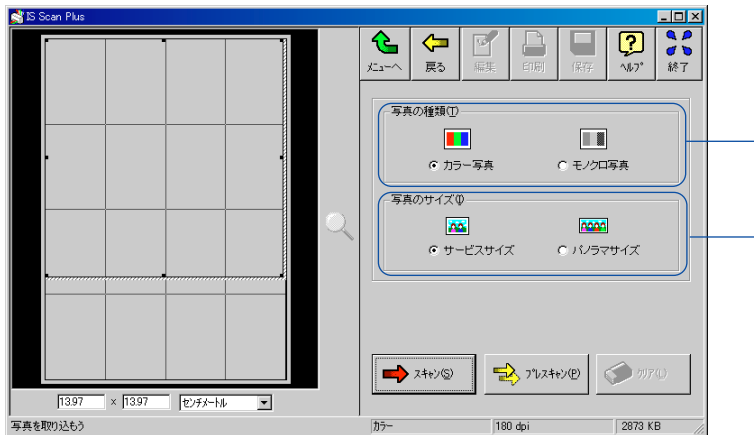 IS Scan Plus
メニューへ 戻る 編集 印刷 保存 ヘルプ 終了
写真の種類(T)
カラー写真 モノクロ写真
写真のサイズ(I)
サービスサイズ パノラマサイズ
スキャン(S) プレスキャン(P) クリア(L)
13.97 × 13.97 センチメートル
写真を取り込もう カラー 180 dpi 2873 KB